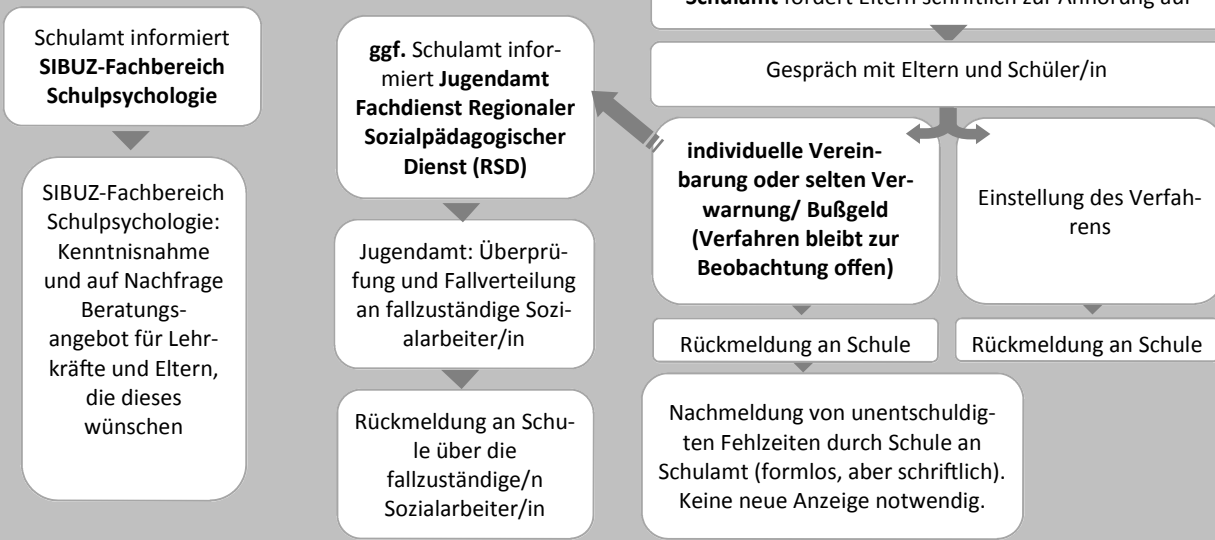 Schulamt fordert Eltern schriftlich zur Anhörung auf
Schulamt informiert
SIBUZ-Fachbereich
Schulpsychologie
SIBUZ-Fachbereich
Schulpsychologie:
Kenntnisnahme
und auf Nachfrage
Beratungs-
angebot für Lehr-
kräfte und Eltern,
die dieses
wünschen
ggf. Schulamt infor-
miert Jugendamt
Fachdienst Regionaler
Sozialpädagogischer
Dienst (RSD)
Jugendamt: Überprü-
fung und Fallverteilung
an fallzuständige Sozi-
alarbeiter/in
Rückmeldung an Schu-
le über die
fallzuständige/n
Sozialarbeiter/in
Gespräch mit Eltern und Schüler/in
individuelle Verein-
barung oder selten Ver-
warnung/ Bußgeld
(Verfahren bleibt zur
Beobachtung offen)
Rückmeldung an Schule
Nachmeldung von unentschuldig-
ten Fehlzeiten durch Schule an
Schulamt (formlos, aber schriftlich).
Keine neue Anzeige notwendig.
Einstellung des Verfah-
rens
Rückmeldung an Schule